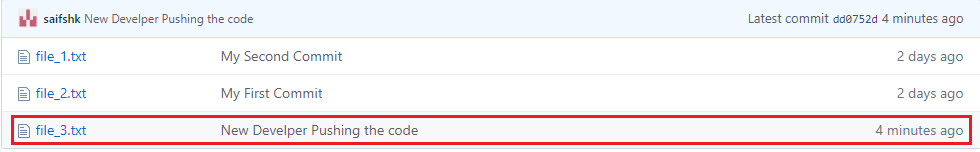 saifshk New Develper Pushing the code Latest commit dd0752d 4 minutes ago
file_1.txt My Second Commit 2 days ago
file_2.txt My First Commit 2 days ago
file_3.txt New Develper Pushing the code 4 minutes ago